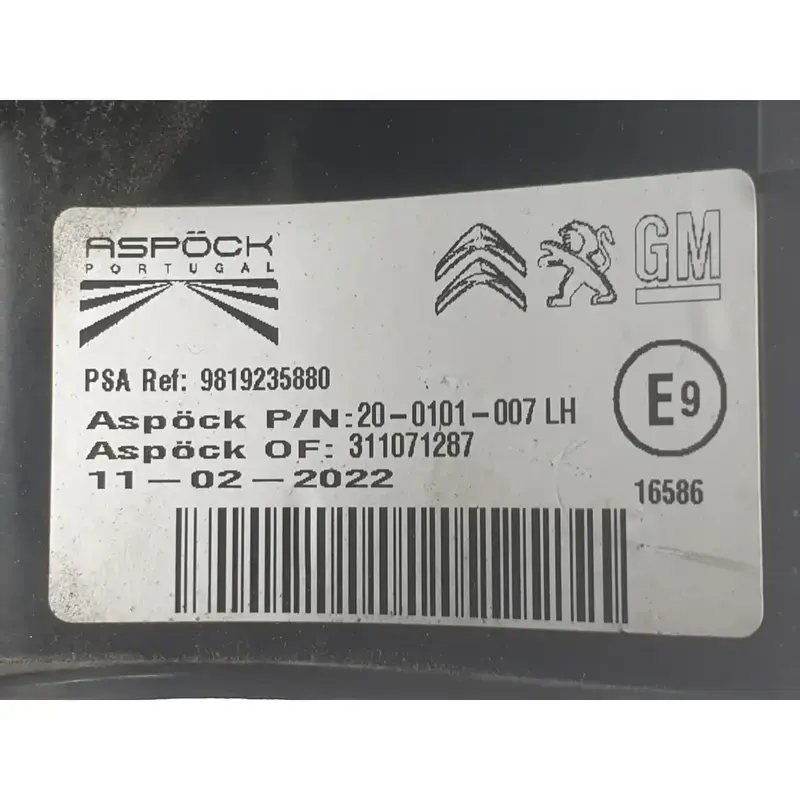 ASPÖCK
PORTUGAL
GM
PSA Ref: 9819235880
Aspöck P/N:20-0101-007 LH
Aspöck OF: 311071287
11-02-2022
E9
16586